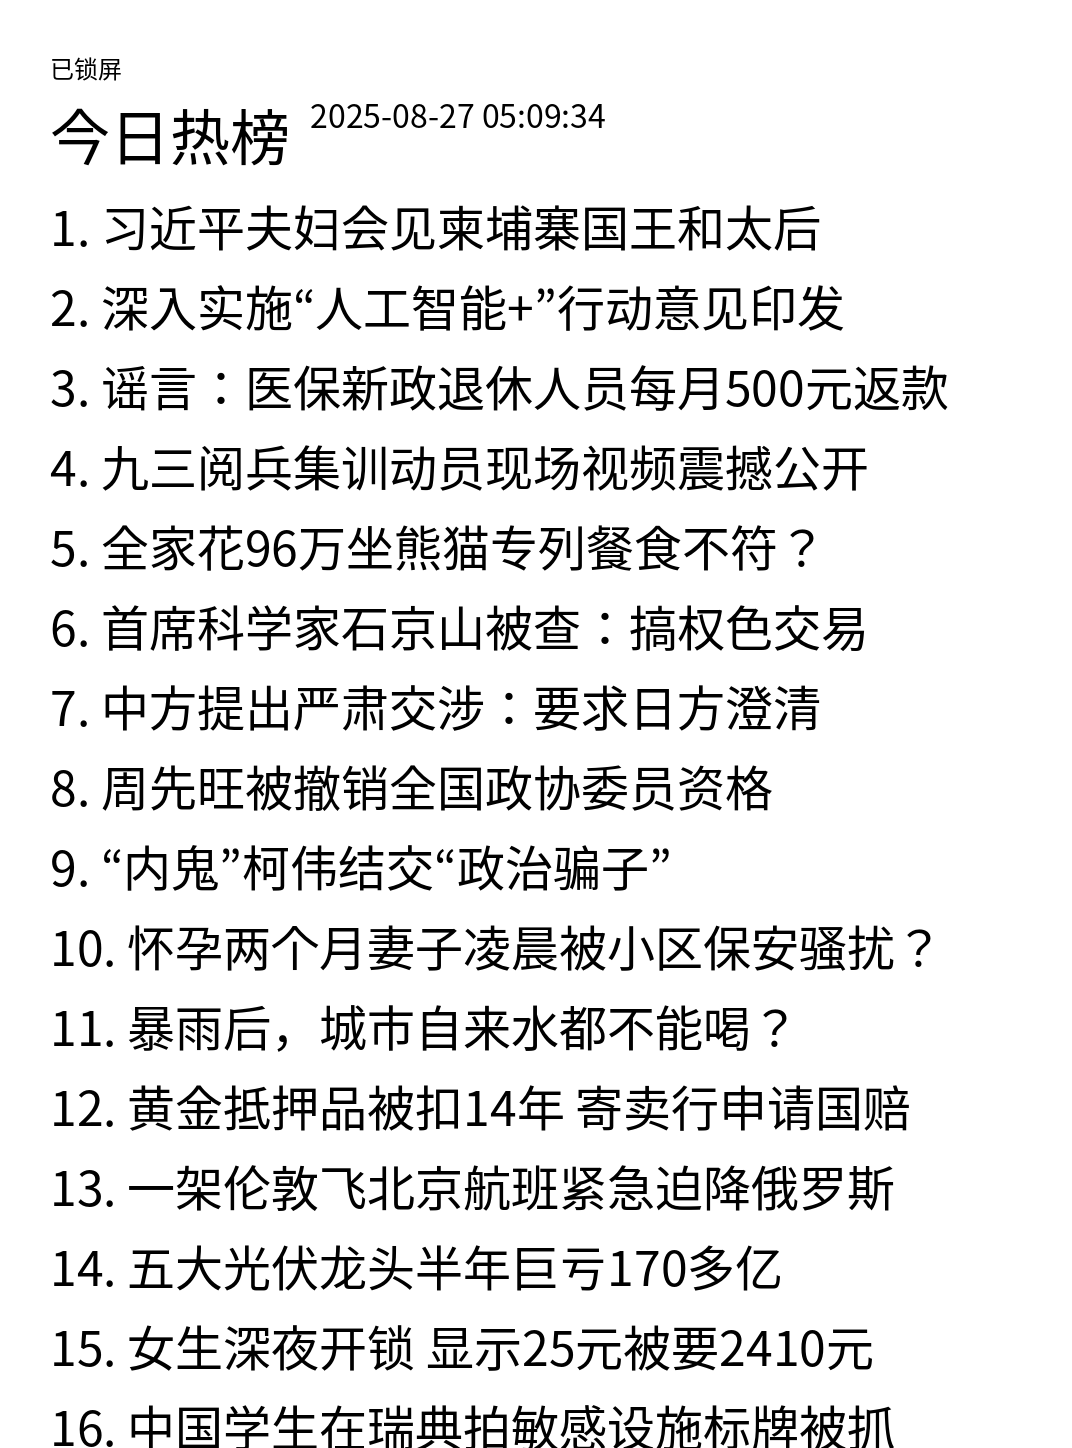 已锁屏
今日热榜 2025-08-27 05:09:34
1. 习近平夫妇会见柬埔寨国王和太后
2. 深入实施“人工智能+”行动意见印发
3. 谣言：医保新政退休人员每月500元返款
4. 九三阅兵集训动员现场视频震撼公开
5. 全家花96万坐熊猫专列餐食不符？
6. 首席科学家石京山被查：搞权色交易
7. 中方提出严肃交涉：要求日方澄清
8. 周先旺被撤销全国政协委员资格
9. “内鬼”柯伟结交“政治骗子”
10. 怀孕两个月妻子凌晨被小区保安骚扰？
11. 暴雨后，城市自来水都不能喝？
12. 黄金抵押品被扣14年 寄卖行申请国赔
13. 一架伦敦飞北京航班紧急迫降俄罗斯
14. 五大光伏龙头半年巨亏170多亿
15. 女生深夜开锁 显示25元被要2410元
16. 中国学生在瑞典拍敏感设施标牌被抓